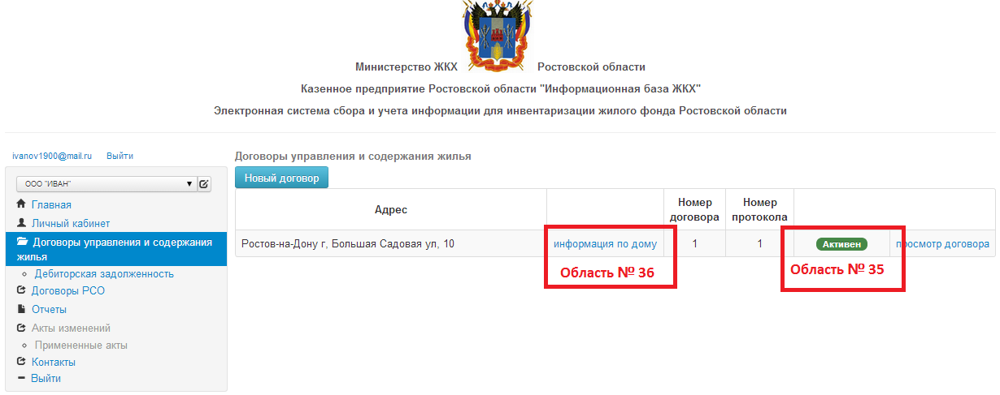 Министерство ЖКХ Ростовской области
Казенное предприятие Ростовской области "Информационная база ЖКХ"
Электронная система сбора и учета информации для инвентаризации жилого фонда Ростовской области
ivanov1900@mail.ru Выйти
ООО "ИВАН"
Главная
Личный кабинет
Договоры управления и содержания
жилья
Дебиторская задолженность
Договоры РСО
Отчеты
Акты изменений
Примененные акты
Контакты
Выйти
Договоры управления и содержания жилья
Новый договор
Адрес
Номер
договора
Номер
протокола
Ростов-на-Дону г, Большая Садовая ул, 10 информация по дому 1 1 Активен просмотр договора
Область № 36
Область № 35